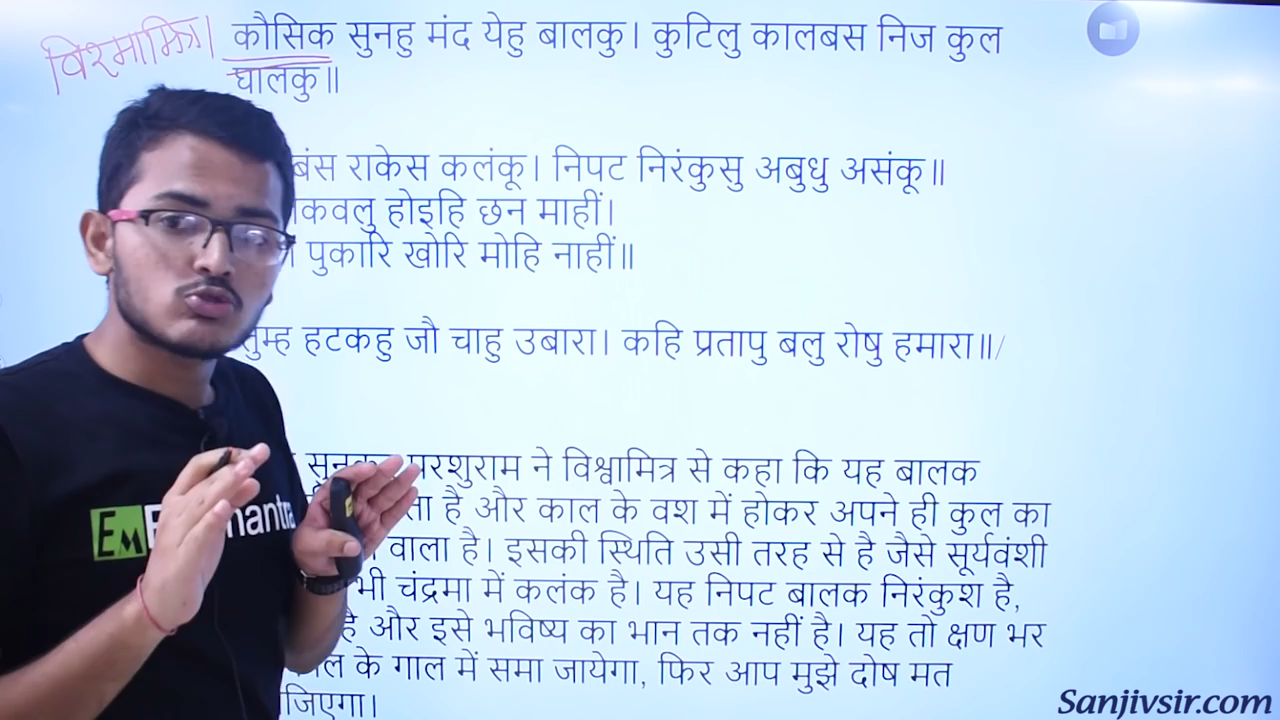 विश्वामित्र। कौसिक सुनहु मंद येहु बालकु। कुटिलु कालबस निज कुल
घालकु॥
बंस राकेस कलंकू। निपट निरंकुसु अबुधु असंकू॥
कवलु होइहि छन माहीं।
पुकारि खोरि मोहि नाहीं॥
तुम्ह हटकहु जौ चाहु उबारा। कहि प्रतापु बलु रोषु हमारा॥
सुनकर परशुराम ने विश्वामित्र से कहा कि यह बालक
है और काल के वश में होकर अपने ही कुल का
वाला है। इसकी स्थिति उसी तरह से है जैसे सूर्यवंशी
भी चंद्रमा में कलंक है। यह निपट बालक निरंकुश है,
है और इसे भविष्य का भान तक नहीं है। यह तो क्षण भर
के गाल में समा जायेगा, फिर आप मुझे दोष मत
EM
Sanjivsir.com